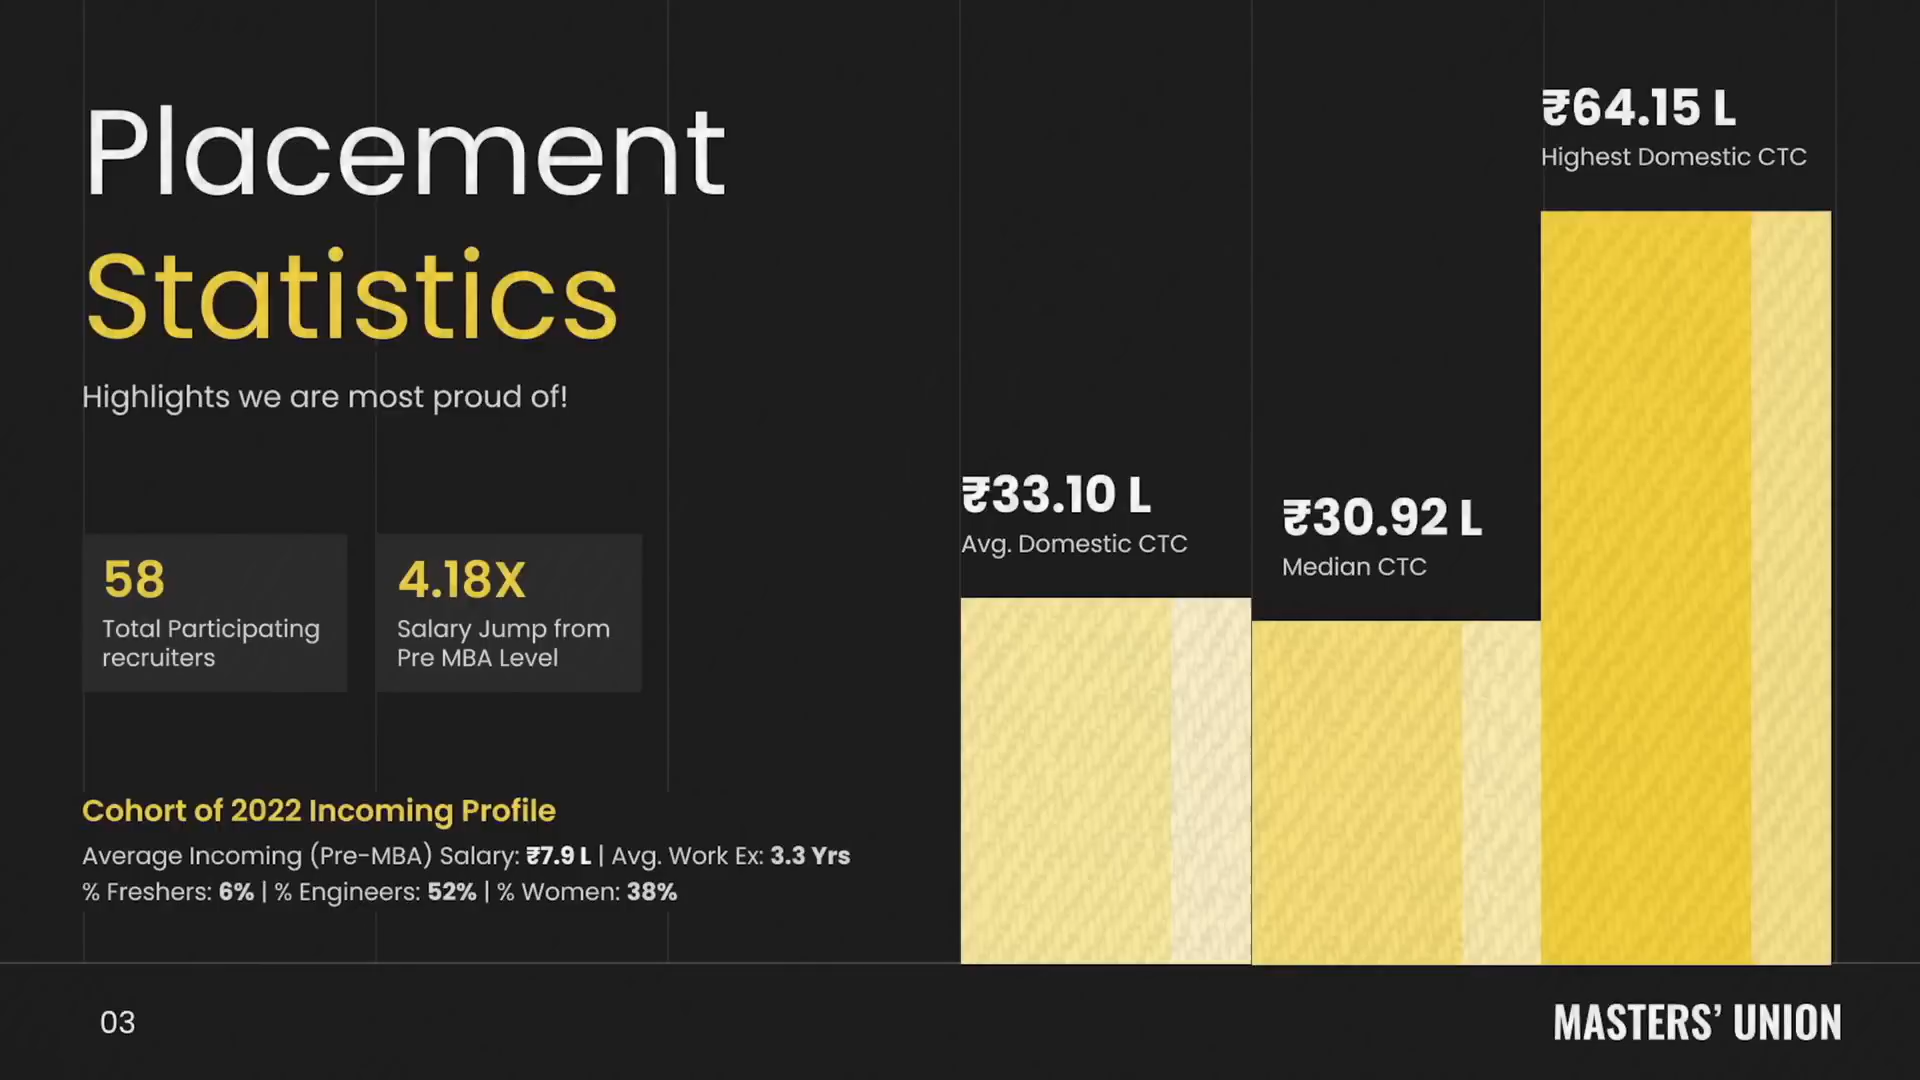 Placement
Statistics
Highlights we are most proud of!
58
Total Participating
recruiters
4.18X
Salary Jump from
Pre MBA Level
Cohort of 2022 Incoming Profile
Average Incoming (Pre-MBA) Salary: ₹7.9 L | Avg. Work Ex: 3.3 Yrs
% Freshers: 6% | % Engineers: 52% | % Women: 38%
₹33.10 L
Avg. Domestic CTC
₹30.92 L
Median CTC
₹64.15 L
Highest Domestic CTC
03
MASTERS’ UNION